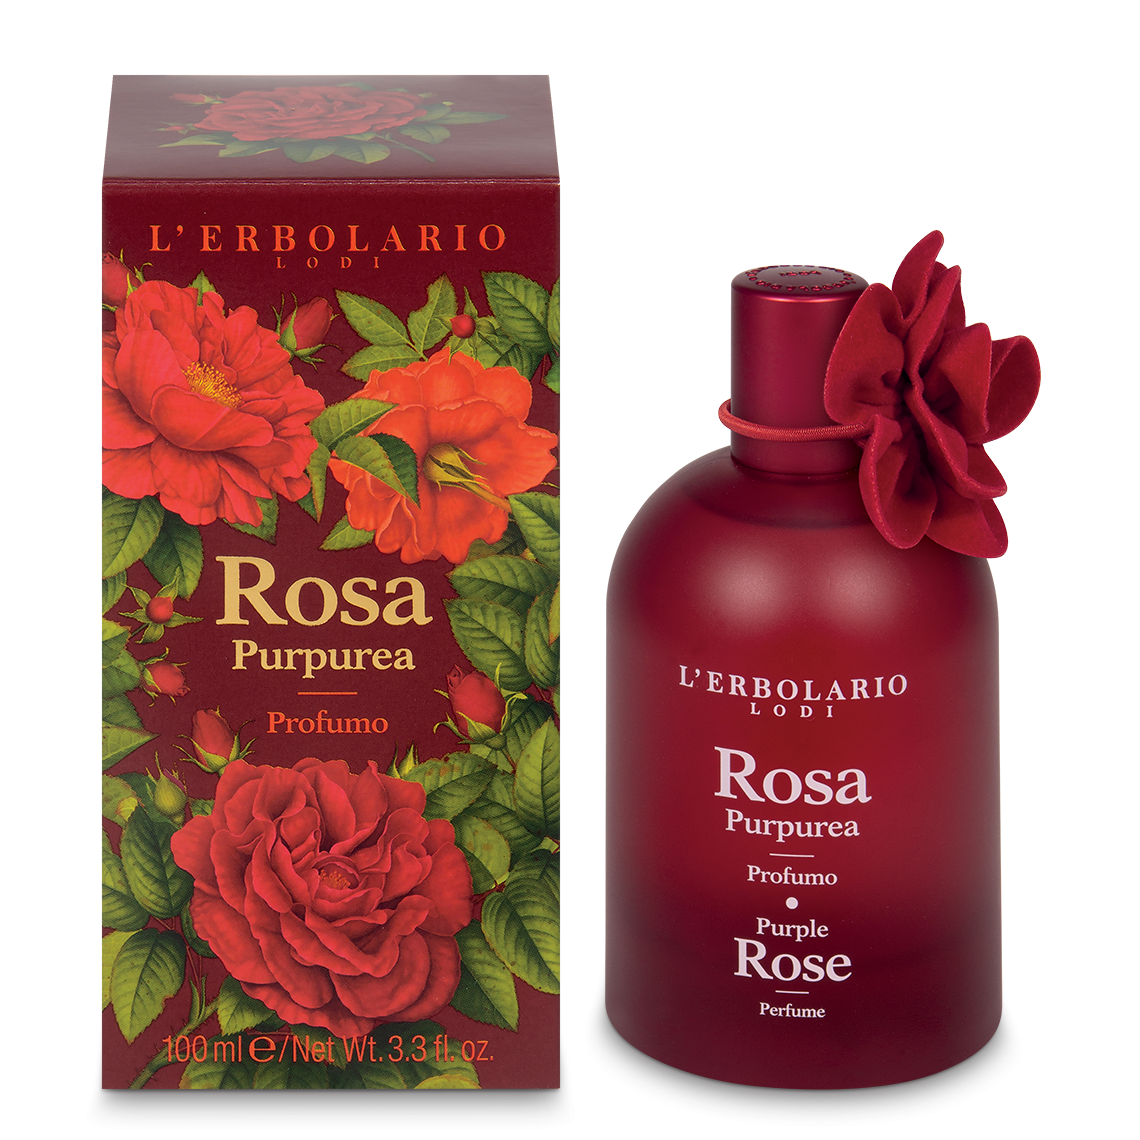 L'ERBOLARIO
LODI
Rosa
Purpurea
Profumo
100 ml e/Net Wt. 3.3 fl. oz.
L'ERBOLARIO
LODI
Rosa
Purpurea
Profumo
Purple
Rose
Perfume